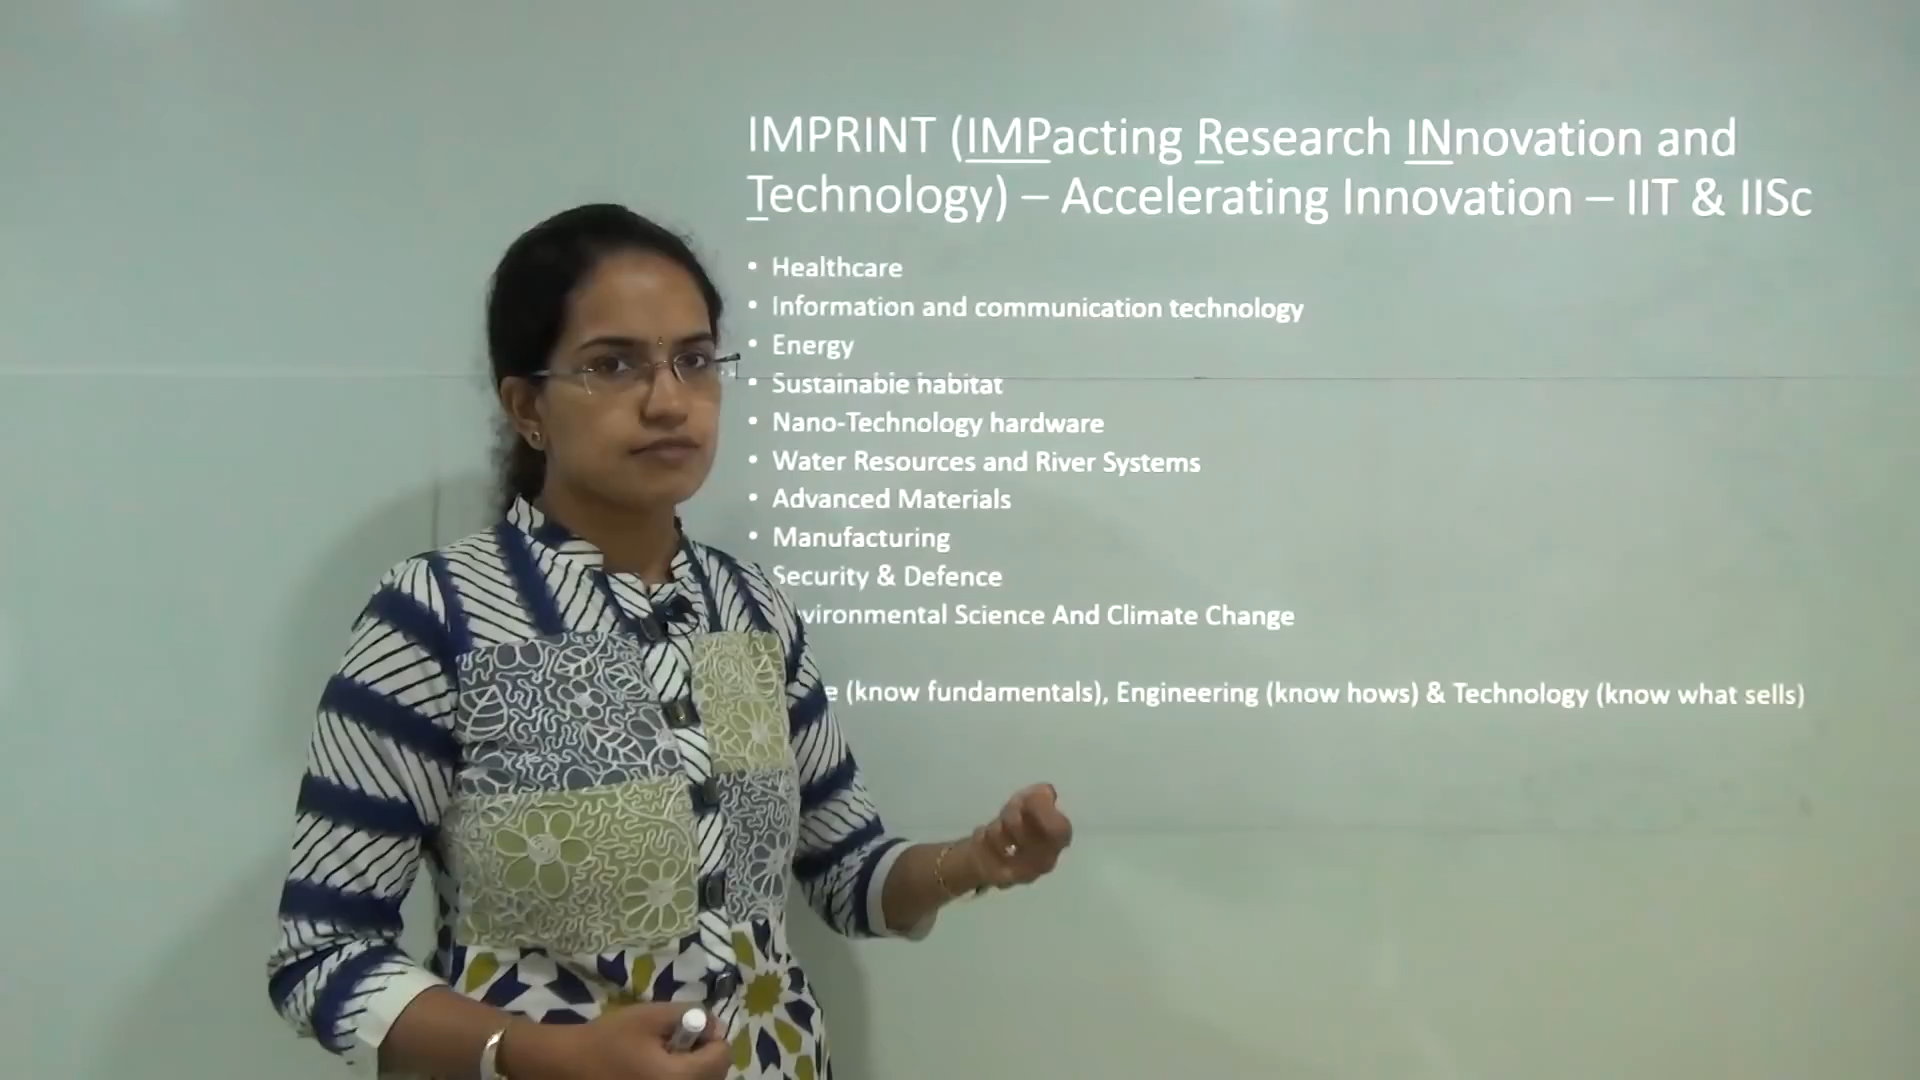 IMPRINT (IMPacting Research INnovation and
Technology) – Accelerating Innovation – IIT & IISc
• Healthcare
• Information and communication technology
• Energy
• Sustainable habitat
• Nano-Technology hardware
• Water Resources and River Systems
• Advanced Materials
• Manufacturing
Security & Defence
vironmental Science And Climate Change
e (know fundamentals), Engineering (know hows) & Technology (know what sells)